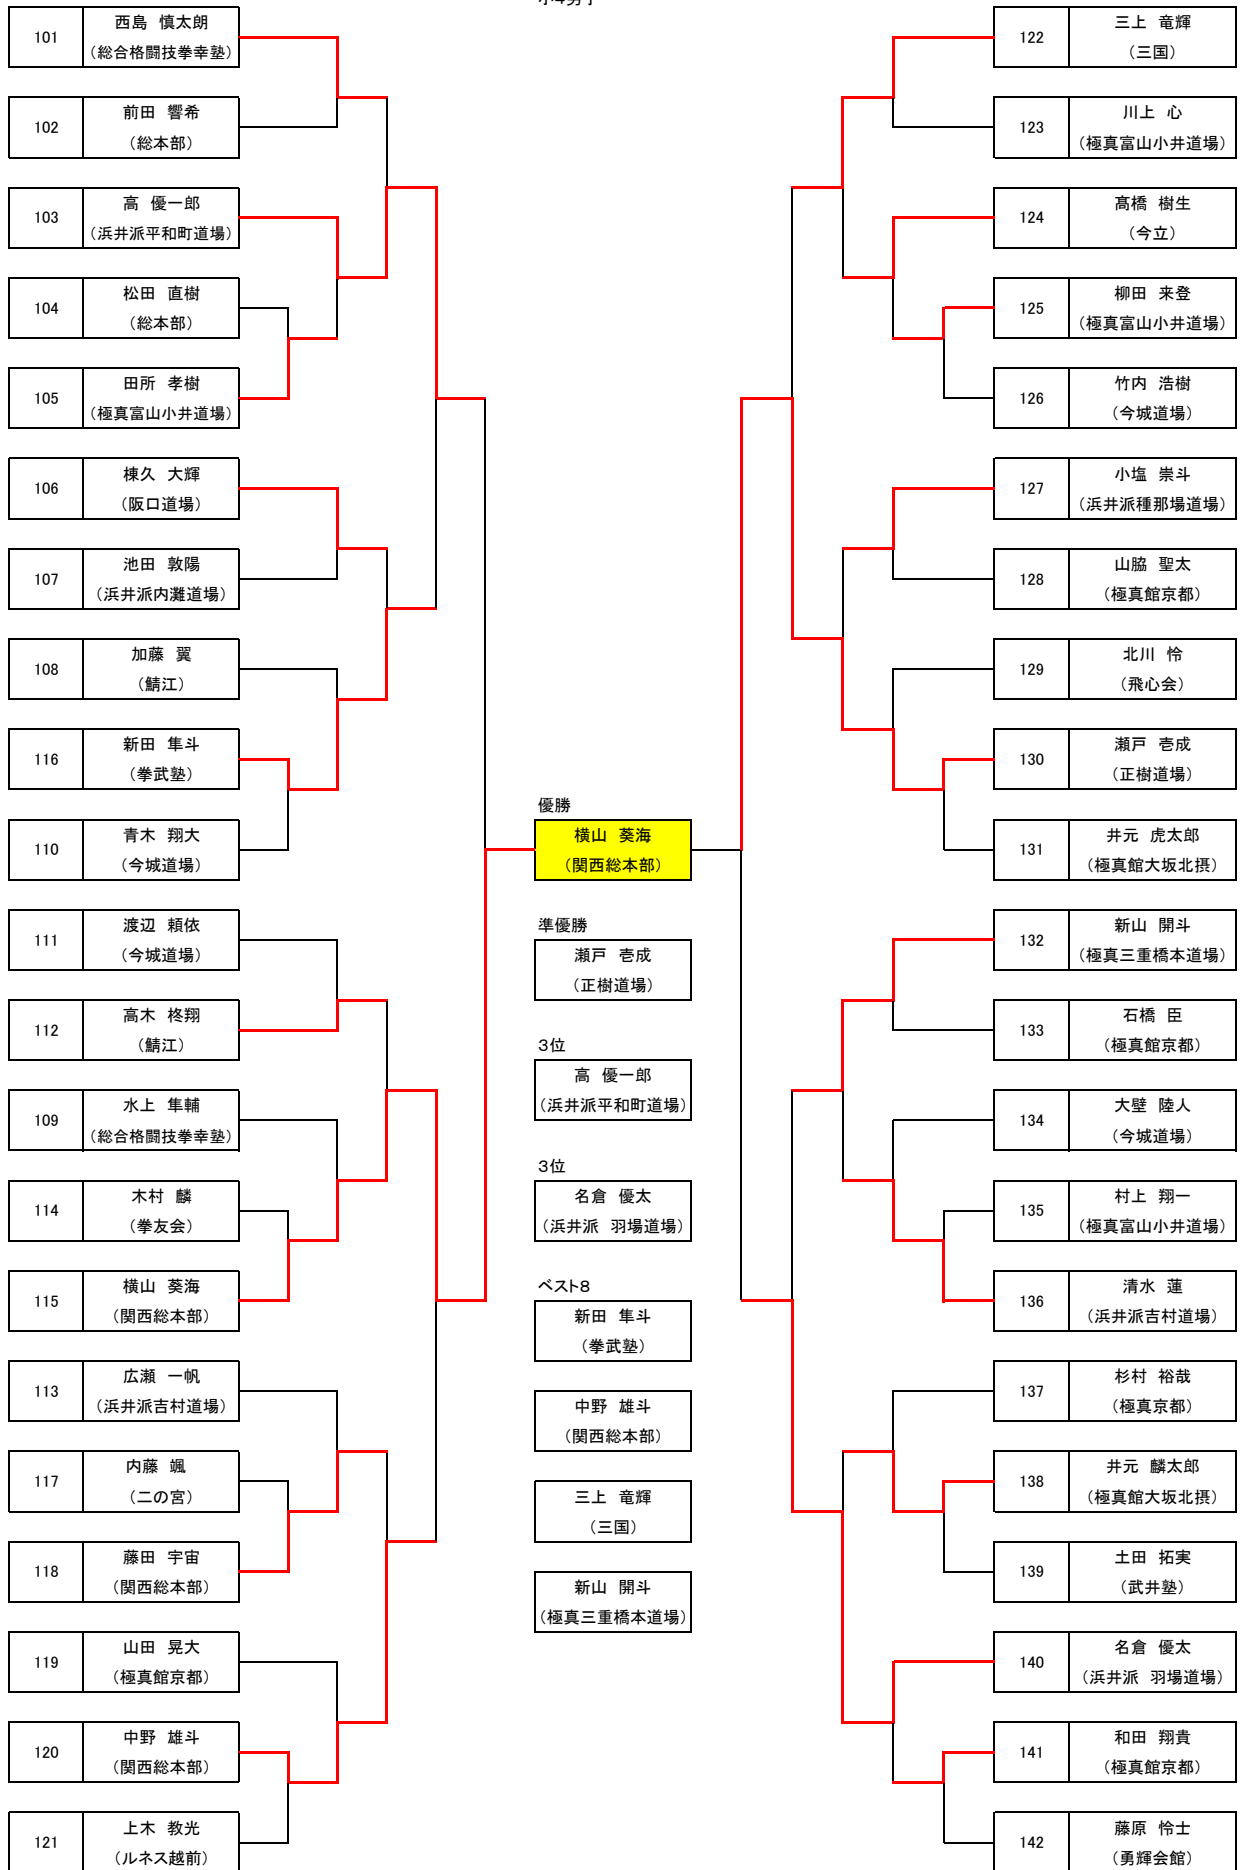 101
西島 慎太朗
（総合格闘技拳幸塾）
102
前田 響希
（総本部）
103
高 優一郎
（浜井派平和町道場）
104
松田 直樹
（総本部）
105
田所 孝樹
（極真富山小井道場）
106
棟久 大輝
（阪口道場）
107
池田 敦陽
（浜井派内灘道場）
108
加藤 翼
（鯖江）
116
新田 隼斗
（拳武塾）
110
青木 翔大
（今城道場）
111
渡辺 頼依
（今城道場）
112
高木 柊翔
（鯖江）
109
水上 隼輔
（総合格闘技拳幸塾）
114
木村 麟
（拳友会）
115
横山 葵海
（関西総本部）
113
広瀬 一帆
（浜井派吉村道場）
117
内藤 颯
（二の宮）
118
藤田 宇宙
（関西総本部）
119
山田 晃大
（極真館京都）
120
中野 雄斗
（関西総本部）
121
上木 教光
（ルネス越前）
優勝
横山 葵海
（関西総本部）
準優勝
瀬戸 壱成
（正樹道場）
3位
高 優一郎
（浜井派平和町道場）
3位
名倉 優太
（浜井派 羽場道場）
ベスト8
新田 隼斗
（拳武塾）
中野 雄斗
（関西総本部）
三上 竜輝
（三国）
新山 開斗
（極真三重橋本道場）
122
三上 竜輝
（三国）
123
川上 心
（極真富山小井道場）
124
髙橋 樹生
（今立）
125
柳田 来登
（極真富山小井道場）
126
竹内 浩樹
（今城道場）
127
小塩 崇斗
（浜井派種那場道場）
128
山脇 聖太
（極真館京都）
129
北川 怜
（飛心会）
130
瀬戸 壱成
（正樹道場）
131
井元 虎太郎
（極真館大坂北摂）
132
新山 開斗
（極真三重橋本道場）
133
石橋 臣
（極真館京都）
134
大壁 陸人
（今城道場）
135
村上 翔一
（極真富山小井道場）
136
清水 蓮
（浜井派吉村道場）
137
杉村 裕哉
（極真京都）
138
井元 麟太郎
（極真館大坂北摂）
139
土田 拓実
（武井塾）
140
名倉 優太
（浜井派 羽場道場）
141
和田 翔貴
（極真館京都）
142
藤原 怜士
（勇輝会館）